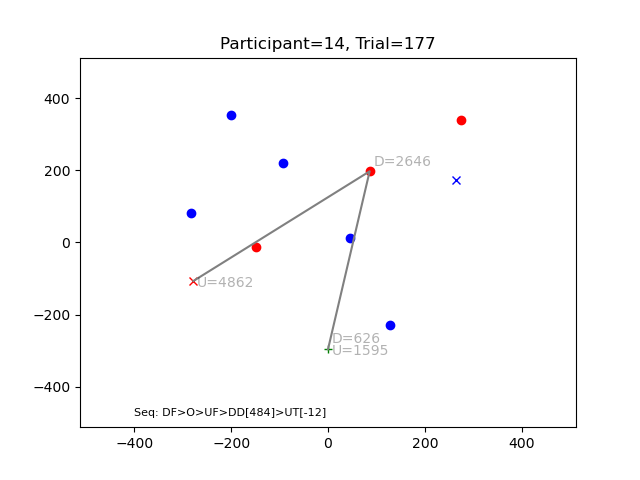 Participant=14, Trial=177
400
200
0
−200
−400
D=2646
U=4862
D=626
U=1595
Seq: DF>O>UF>DD[484]>UT[-12]
−400 −200 0 200 400